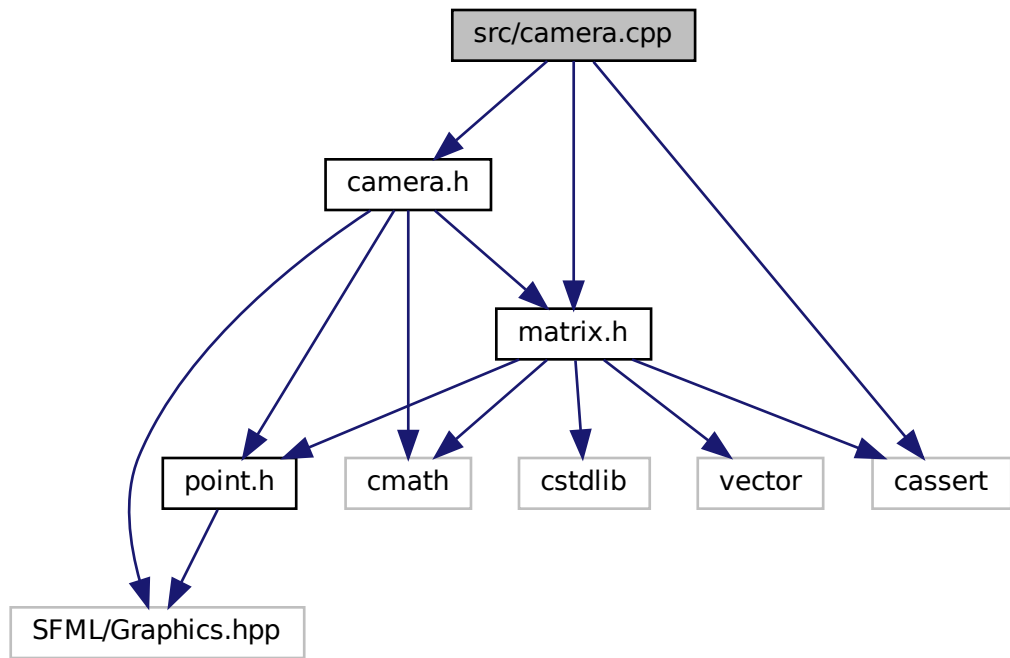 src/camera.cpp
camera.h
matrix.h
point.h
cmath
cstdlib
vector
cassert
SFML/Graphics.hpp